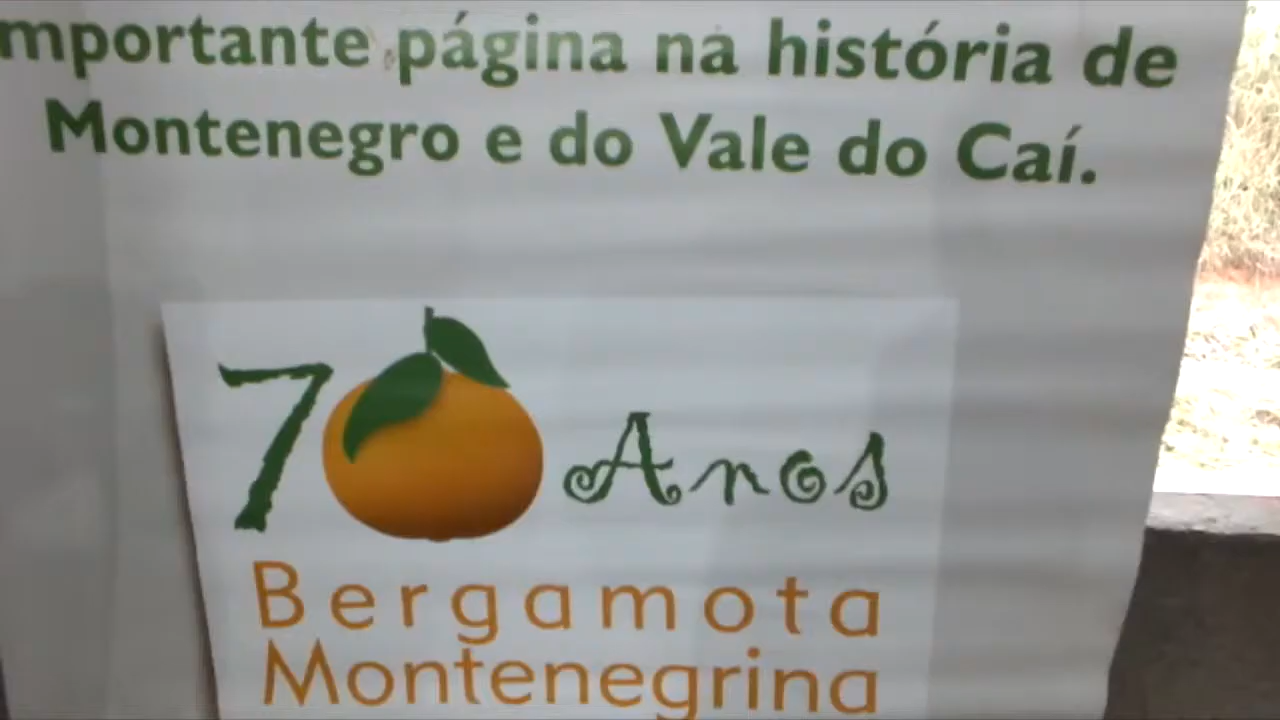 mportante página na história de
Montenegro e do Vale do Caí.
70 Anos
Bergamota
Montenegrina